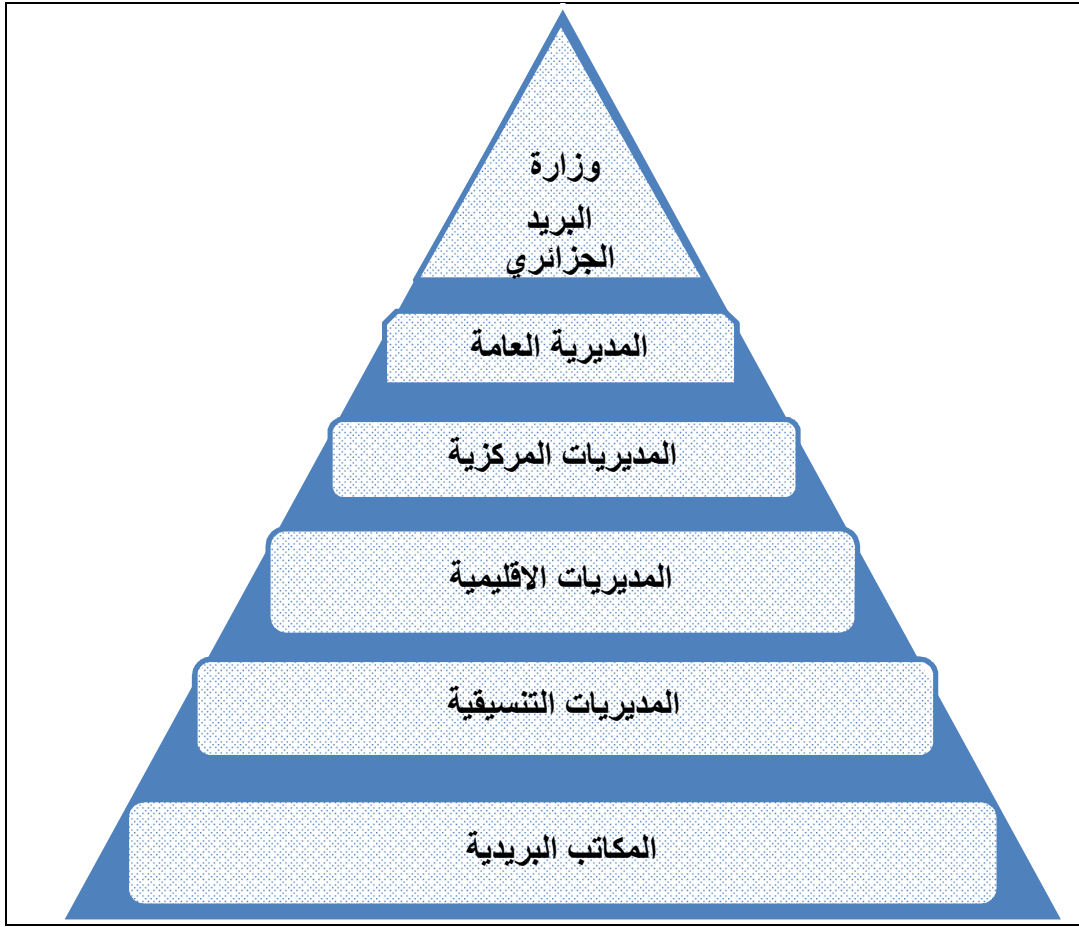 وزارة
البريد
الجزائري
المديرية العامة
المديريات المركزية
المديريات الاقليمية
المديريات التنسيقية
المكاتب البريدية